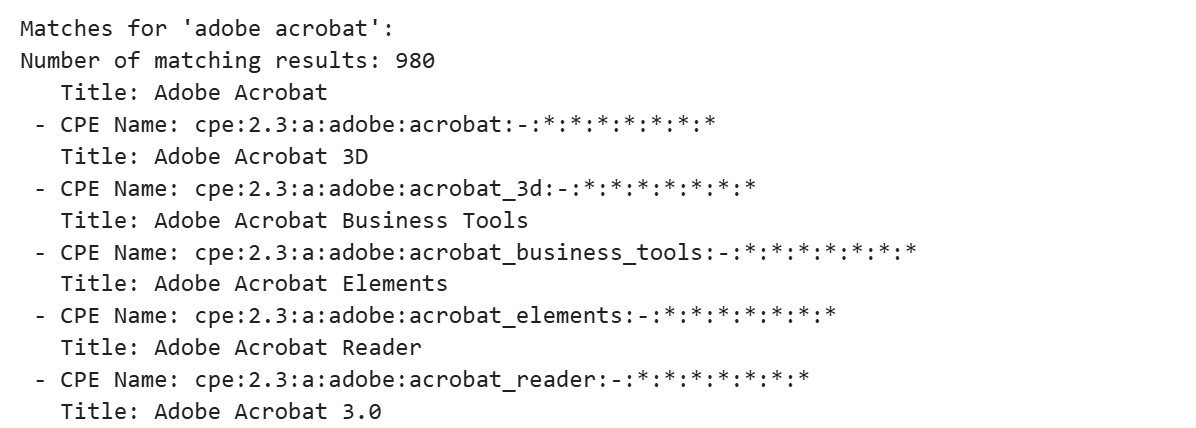 Matches for 'adobe acrobat':
Number of matching results: 980
Title: Adobe Acrobat
- CPE Name: cpe:2.3:a:adobe:acrobat:-:*:*:*:*:*:*:*
Title: Adobe Acrobat 3D
- CPE Name: cpe:2.3:a:adobe:acrobat_3d:-:*:*:*:*:*:*:*
Title: Adobe Acrobat Business Tools
- CPE Name: cpe:2.3:a:adobe:acrobat_business_tools:-:*:*:*:*:*:*:*
Title: Adobe Acrobat Elements
- CPE Name: cpe:2.3:a:adobe:acrobat_elements:-:*:*:*:*:*:*:*
Title: Adobe Acrobat Reader
- CPE Name: cpe:2.3:a:adobe:acrobat_reader:-:*:*:*:*:*:*:*
Title: Adobe Acrobat 3.0